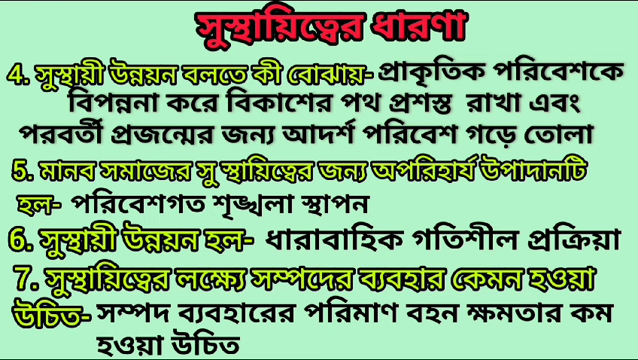 সুস্থায়িত্বের ধারণা
4. সুস্থায়ী উন্নয়ন বলতে কী বোঝায়- প্রাকৃতিক পরিবেশকে
বিপন্ননা করে বিকাশের পথ প্রশস্ত রাখা এবং
পরবর্তী প্রজন্মের জন্য আদর্শ পরিবেশ গড়ে তোলা
5. মানব সমাজের সু স্থায়িত্বের জন্য অপরিহার্য উপাদানটি
হল- পরিবেশগত শৃঙ্খলা স্থাপন
6. সুস্থায়ী উন্নয়ন হল- ধারাবাহিক গতিশীল প্রক্রিয়া
7. সুস্থায়িত্বের লক্ষ্যে সম্পদের ব্যবহার কেমন হওয়া
উচিত- সম্পদ ব্যবহারের পরিমাণ বহন ক্ষমতার কম
হওয়া উচিত